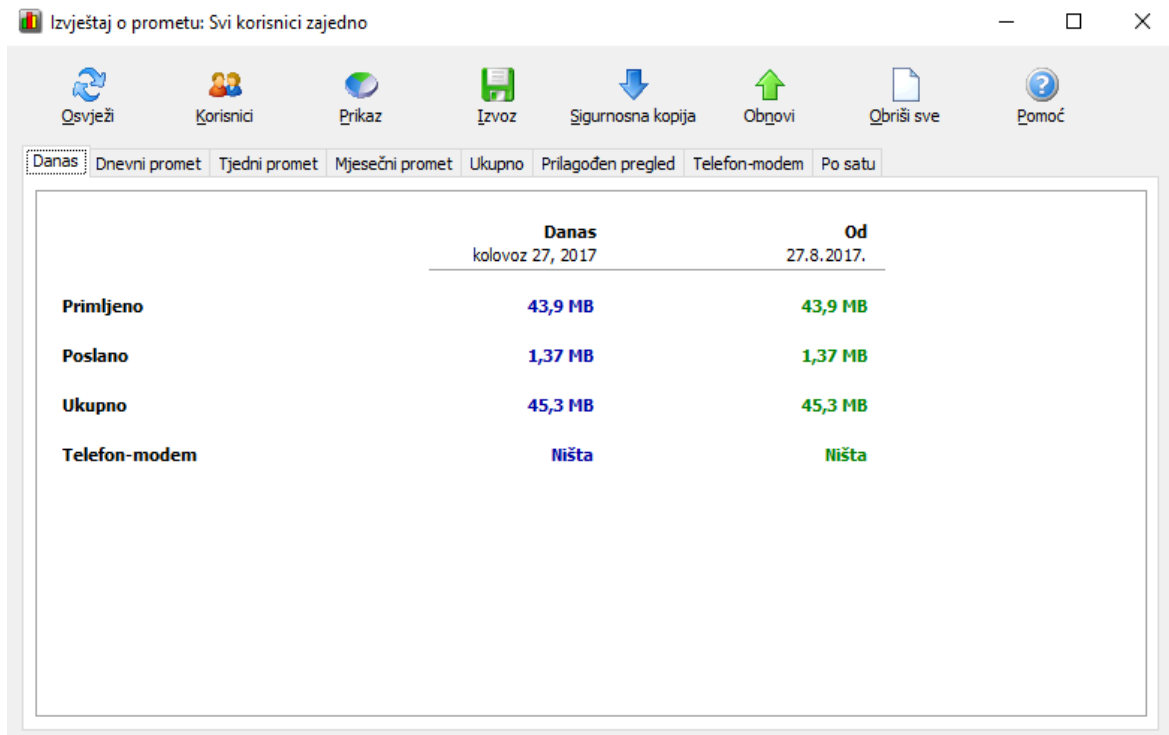 Izvještaj o prometu: Svi korisnici zajedno
Osvježi Korisnici Prikaz Izvoz Sigurnosna kopija Obnovi Obriši sve Pomoć
Danas Dnevni promet Tjedni promet Mjesečni promet Ukupno Prilagođen pregled Telefon-modem Po satu
Danas Od
kolovoz 27, 2017 27.8.2017.
Primljeno 43,9 MB 43,9 MB
Poslano 1,37 MB 1,37 MB
Ukupno 45,3 MB 45,3 MB
Telefon-modem Ništa Ništa